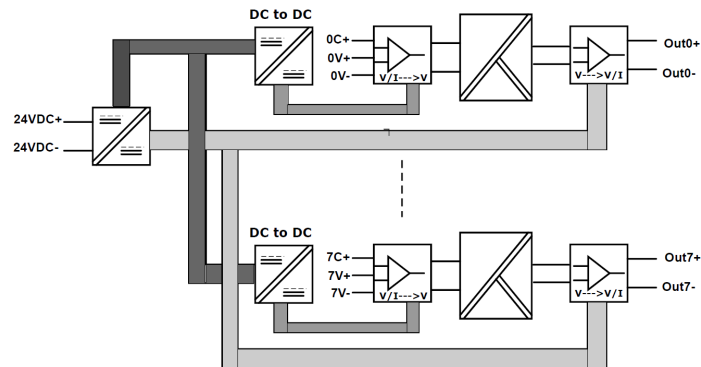 DC to DC
0C+
0V+
0V-
V/I--->V
V--->V/I
Out0+
Out0-
24VDC+
24VDC-
DC to DC
7C+
7V+
7V-
V/I--->V
V--->V/I
Out7+
Out7-